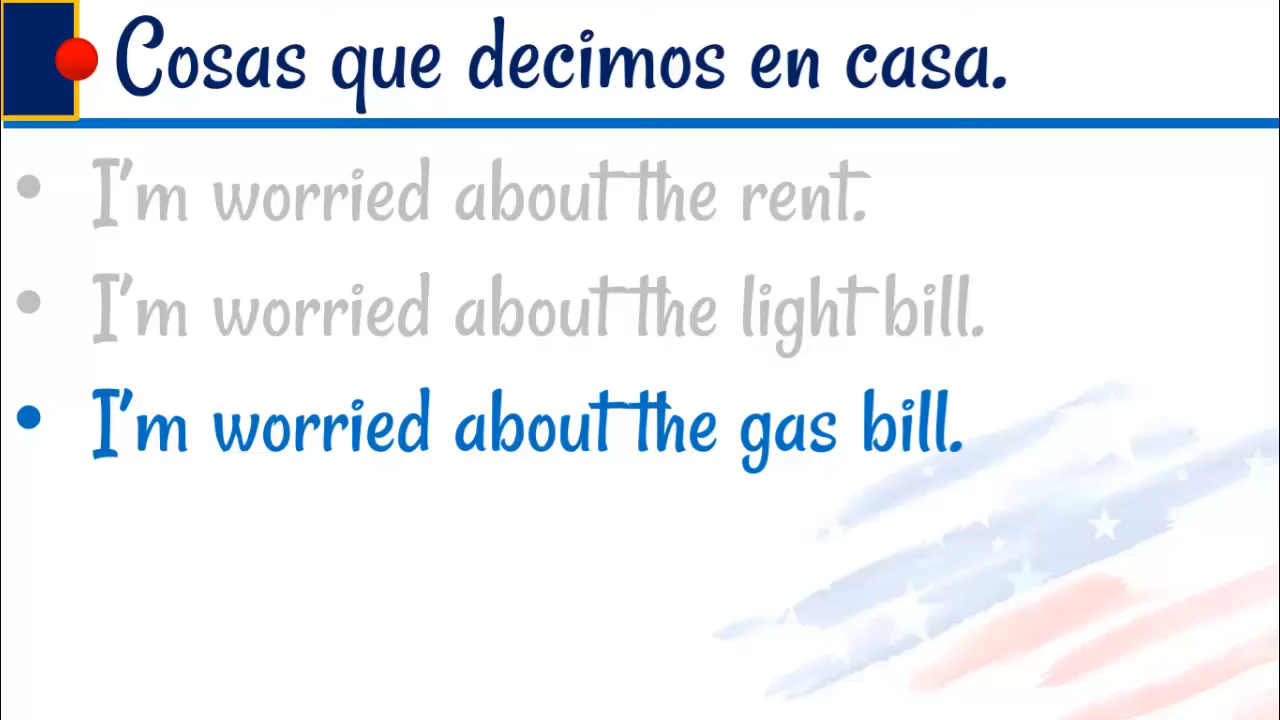 Cosas que decimos en casa.
• I'm worried about the rent.
• I'm worried about the light bill.
• I'm worried about the gas bill.